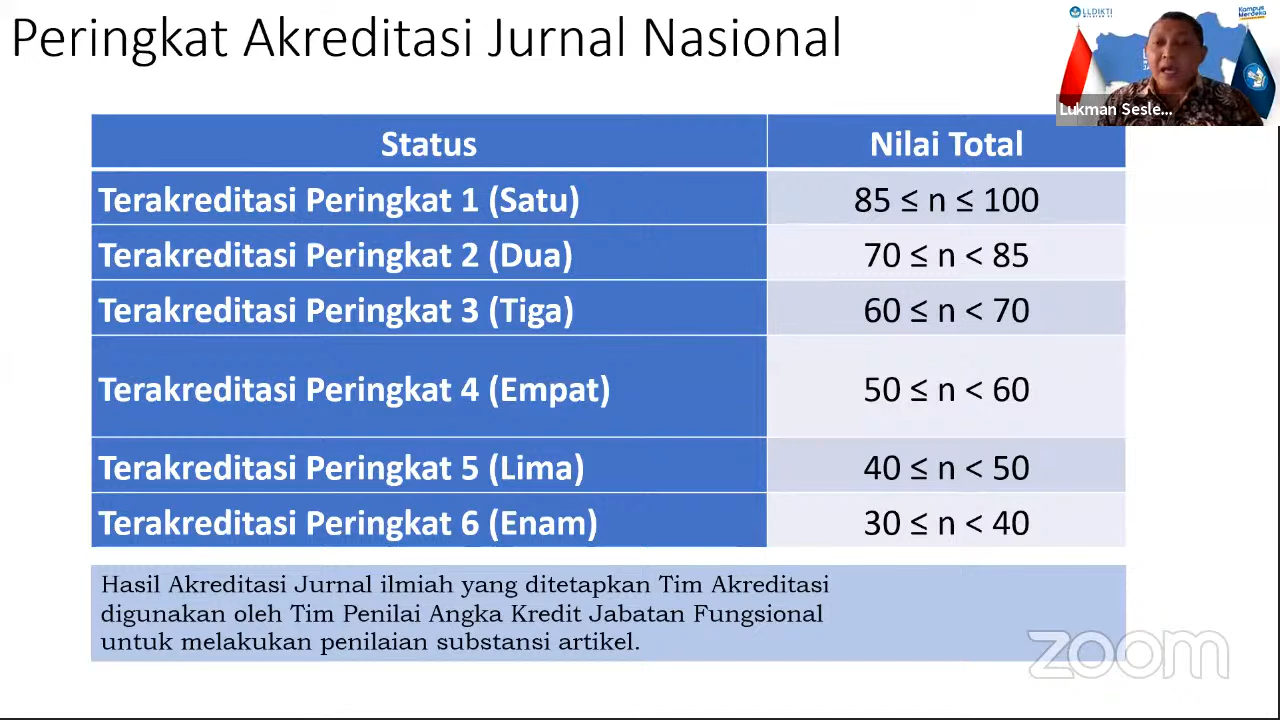 Peringkat Akreditasi Jurnal Nasional
LLDIKTI
Kampus
Merdeka
Lukman Sesle...
Status Nilai Total
Terakreditasi Peringkat 1 (Satu) 85 ≤ n ≤ 100
Terakreditasi Peringkat 2 (Dua) 70 ≤ n < 85
Terakreditasi Peringkat 3 (Tiga) 60 ≤ n < 70
Terakreditasi Peringkat 4 (Empat) 50 ≤ n < 60
Terakreditasi Peringkat 5 (Lima) 40 ≤ n < 50
Terakreditasi Peringkat 6 (Enam) 30 ≤ n < 40
Hasil Akreditasi Jurnal ilmiah yang ditetapkan Tim Akreditasi
digunakan oleh Tim Penilai Angka Kredit Jabatan Fungsional
untuk melakukan penilaian substansi artikel.
zoom